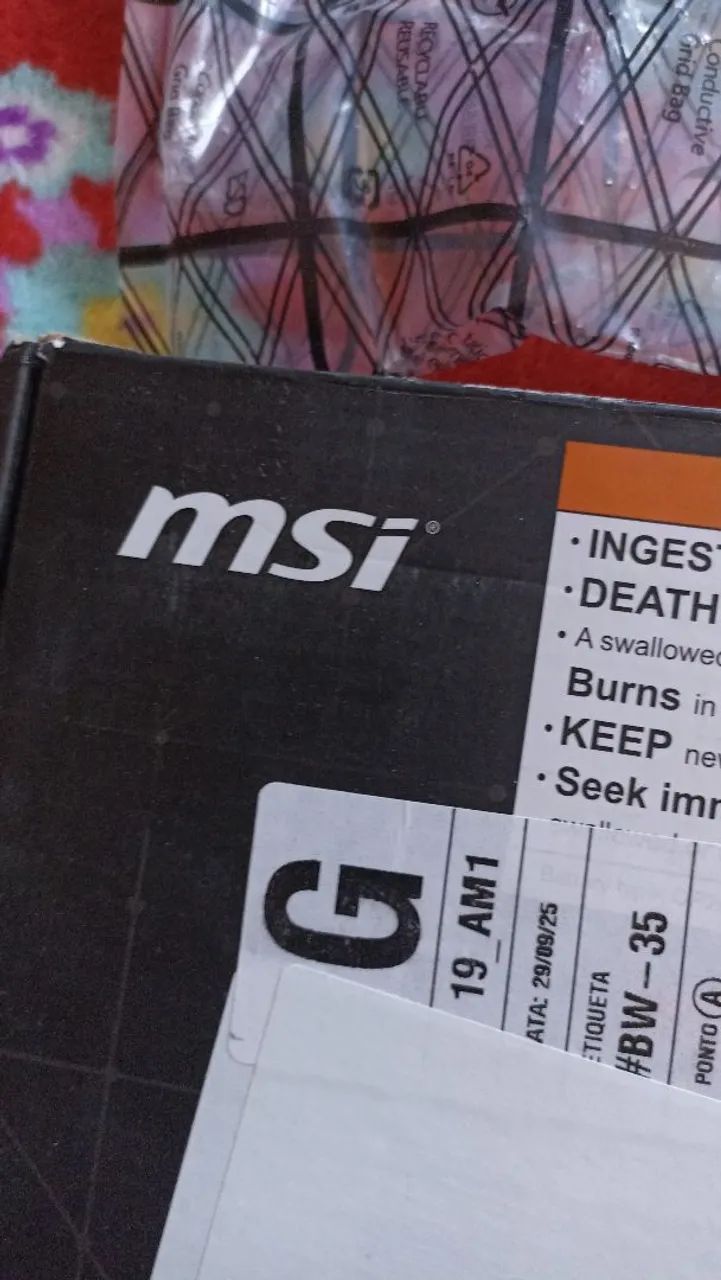 RECYCLABLE
REUSABLE
Conductive
Grid Bag
msi®
• INGEST
• DEATH
• A swallowed
Burns in
• KEEP new
• Seek imm
G
19_AM1
ATA: 29/09/25
ETIQUETA
#BW-35
PONTO A